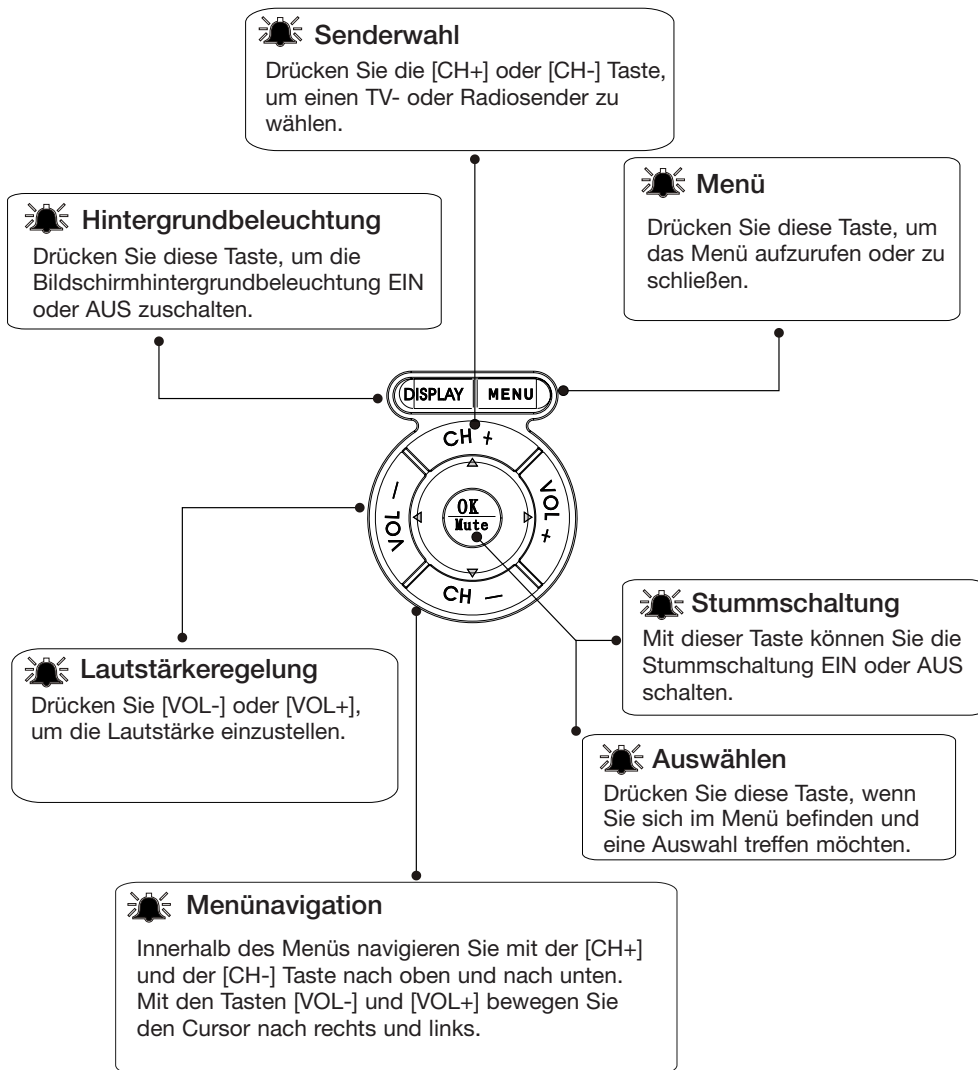 Senderwahl
Drücken Sie die [CH+] oder [CH-] Taste,
um einen TV- oder Radiosender zu
wählen.
Hintergrundbeleuchtung
Drücken Sie diese Taste, um die
Bildschirmhintergrundbeleuchtung EIN
oder AUS zuschalten.
Menü
Drücken Sie diese Taste, um
das Menü aufzurufen oder zu
schließen.
DISPLAY MENU
CH +
VOL -
OK
Mute
VOL +
CH -
Stummschaltung
Mit dieser Taste können Sie die
Stummschaltung EIN oder AUS
schalten.
Lautstärkeregelung
Drücken Sie [VOL-] oder [VOL+],
um die Lautstärke einzustellen.
Auswählen
Drücken Sie diese Taste, wenn
Sie sich im Menü befinden und
eine Auswahl treffen möchten.
Menünavigation
Innerhalb des Menüs navigieren Sie mit der [CH+]
und der [CH-] Taste nach oben und nach unten.
Mit den Tasten [VOL-] und [VOL+] bewegen Sie
den Cursor nach rechts und links.